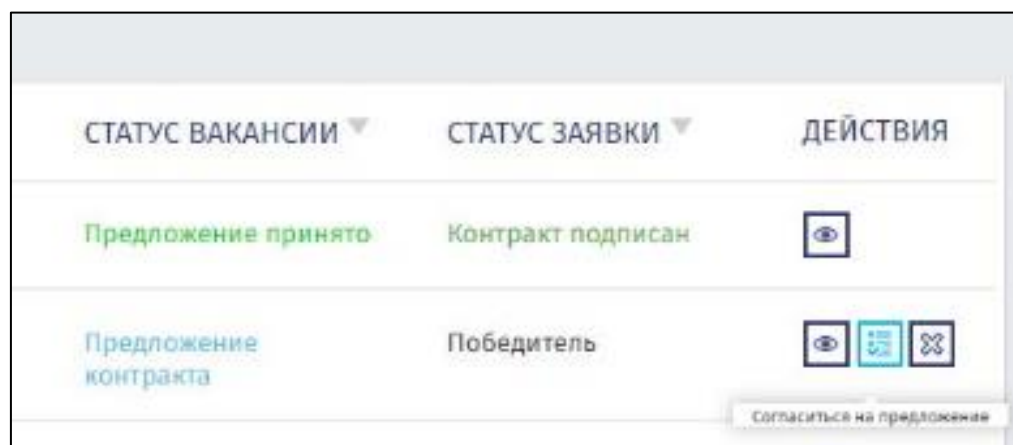 СТАТУС ВАКАНСИИ СТАТУС ЗАЯВКИ ДЕЙСТВИЯ
Предложение принято Контракт подписан
Предложение Победитель
контракта
Согласиться на предложение